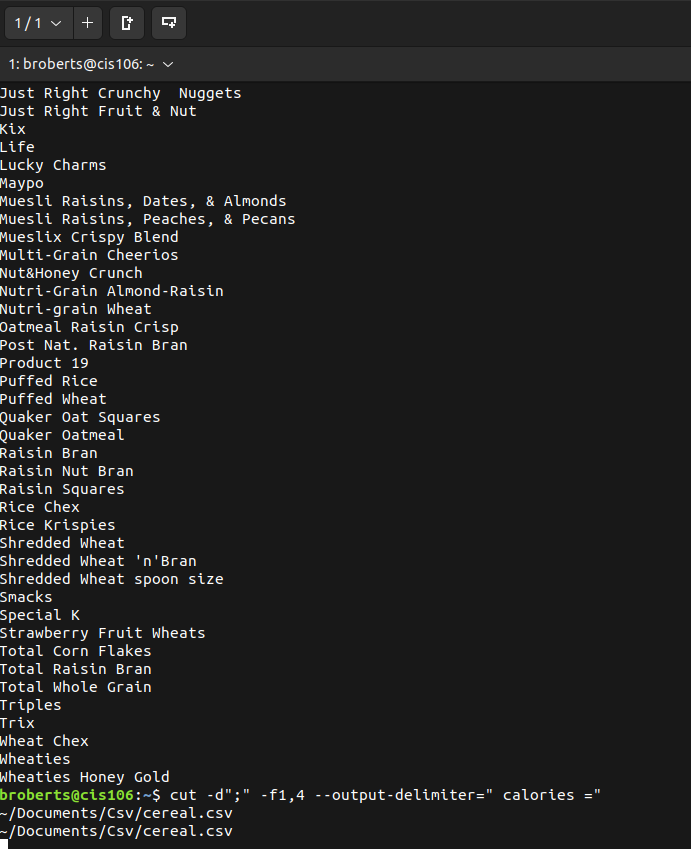 1 / 1
1: broberts@cis106: ~
Just Right Crunchy  Nuggets
Just Right Fruit & Nut
Kix
Life
Lucky Charms
Maypo
Muesli Raisins, Dates, & Almonds
Muesli Raisins, Peaches, & Pecans
Mueslix Crispy Blend
Multi-Grain Cheerios
Nut&Honey Crunch
Nutri-Grain Almond-Raisin
Nutri-grain Wheat
Oatmeal Raisin Crisp
Post Nat. Raisin Bran
Product 19
Puffed Rice
Puffed Wheat
Quaker Oat Squares
Quaker Oatmeal
Raisin Bran
Raisin Nut Bran
Raisin Squares
Rice Chex
Rice Krispies
Shredded Wheat
Shredded Wheat 'n'Bran
Shredded Wheat spoon size
Smacks
Special K
Strawberry Fruit Wheats
Total Corn Flakes
Total Raisin Bran
Total Whole Grain
Triples
Trix
Wheat Chex
Wheaties
Wheaties Honey Gold
broberts@cis106:~$ cut -d";" -f1,4 --output-delimiter=" calories ="
~/Documents/Csv/cereal.csv
~/Documents/Csv/cereal.csv